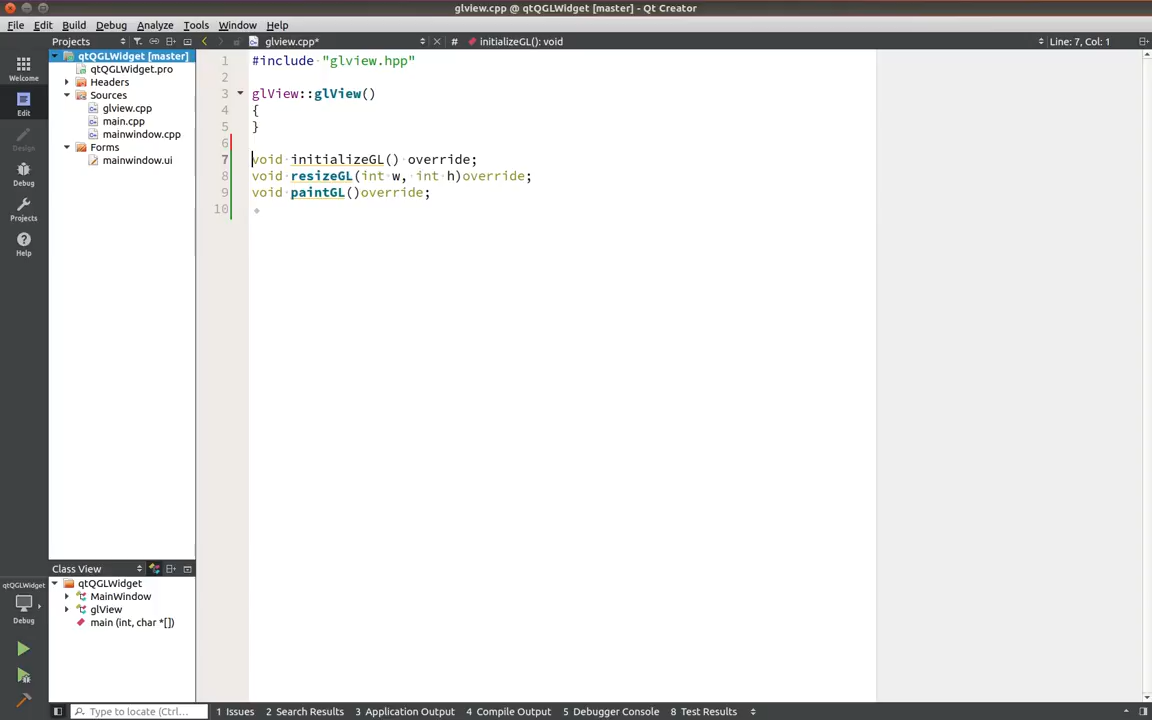 glview.cpp @ qtQGLWidget [master] - Qt Creator
File Edit Build Debug Analyze Tools Window Help
Projects
glview.cpp*
# initializeGL(): void
Line: 7, Col: 1
Welcome
Edit
Design
Debug
Projects
Help
qtQGLWidget [master]
qtQGLWidget.pro
Headers
Sources
glview.cpp
main.cpp
mainwindow.cpp
Forms
mainwindow.ui
1 #include "glview.hpp"
2
3 glView::glView()
4 {
5 }
6
7 void initializeGL() override;
8 void resizeGL(int w, int h)override;
9 void paintGL()override;
10
Class View
qtQGLWidget
MainWindow
glView
main (int, char *[])
qtQGLWidget
Debug
Type to locate (Ctrl...
1 Issues 2 Search Results 3 Application Output 4 Compile Output 5 Debugger Console 8 Test Results